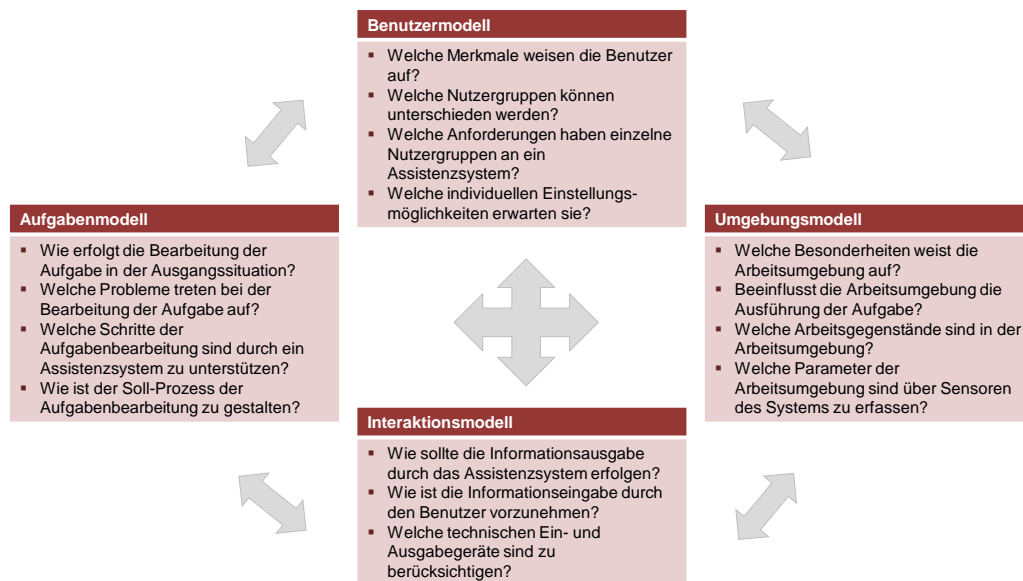 Benutzermodell
▪ Welche Merkmale weisen die Benutzer
auf?
▪ Welche Nutzergruppen können
unterschieden werden?
▪ Welche Anforderungen haben einzelne
Nutzergruppen an ein
Assistenzsystem?
▪ Welche individuellen Einstellungs-
möglichkeiten erwarten sie?
Aufgabenmodell
▪ Wie erfolgt die Bearbeitung der
Aufgabe in der Ausgangssituation?
▪ Welche Probleme treten bei der
Bearbeitung der Aufgabe auf?
▪ Welche Schritte der
Aufgabenbearbeitung sind durch ein
Assistenzsystem zu unterstützen?
▪ Wie ist der Soll-Prozess der
Aufgabenbearbeitung zu gestalten?
Umgebungsmodell
▪ Welche Besonderheiten weist die
Arbeitsumgebung auf?
▪ Beeinflusst die Arbeitsumgebung die
Ausführung der Aufgabe?
▪ Welche Arbeitsgegenstände sind in der
Arbeitsumgebung?
▪ Welche Parameter der
Arbeitsumgebung sind über Sensoren
des Systems zu erfassen?
Interaktionsmodell
▪ Wie sollte die Informationsausgabe
durch das Assistenzsystem erfolgen?
▪ Wie ist die Informationseingabe durch
den Benutzer vorzunehmen?
▪ Welche technischen Ein- und
Ausgabegeräte sind zu
berücksichtigen?